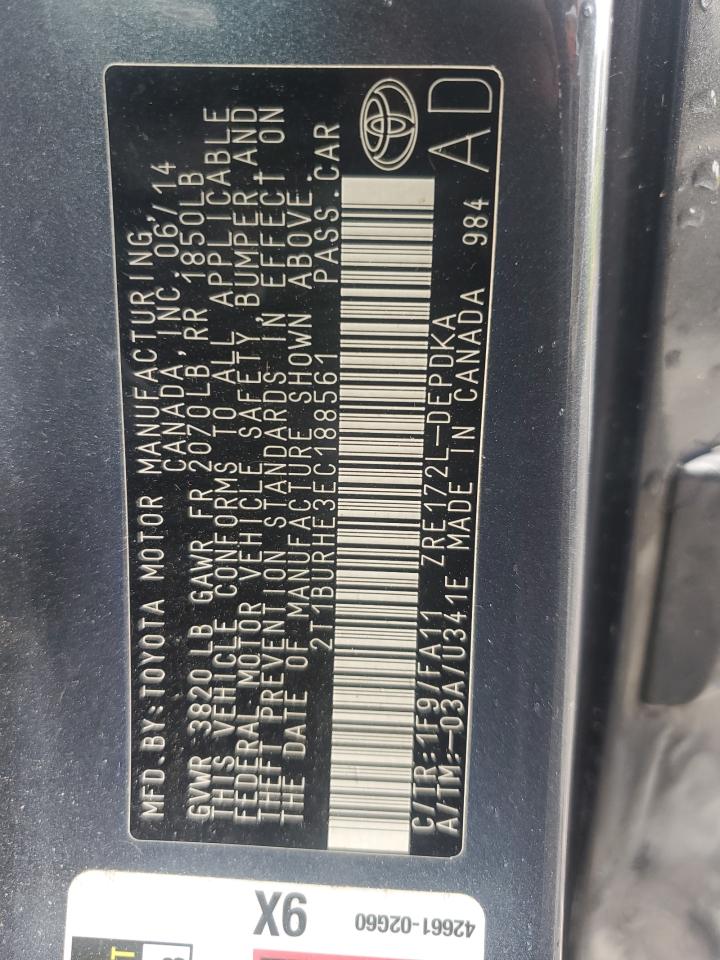 MFD.BY:TOYOTA MOTOR MANUFACTURING,
CANADA, INC. 06/14
GVWR 3820LB GAWR FR 2070LB, RR 1850LB
THIS VEHICLE CONFORMS TO ALL APPLICABLE
FEDERAL MOTOR VEHICLE SAFETY, BUMPER, AND
THEFT PREVENTION STANDARDS IN EFFECT ON
THE DATE OF MANUFACTURE SHOWN ABOVE.
2T1BURHE3EC188561 PASS.CAR
C/TR:1F9/FA11 ZRE172L-DEPDKA
A/TM:-03A/U341E MADE IN CANADA 984
AD
9X
42661-02G60